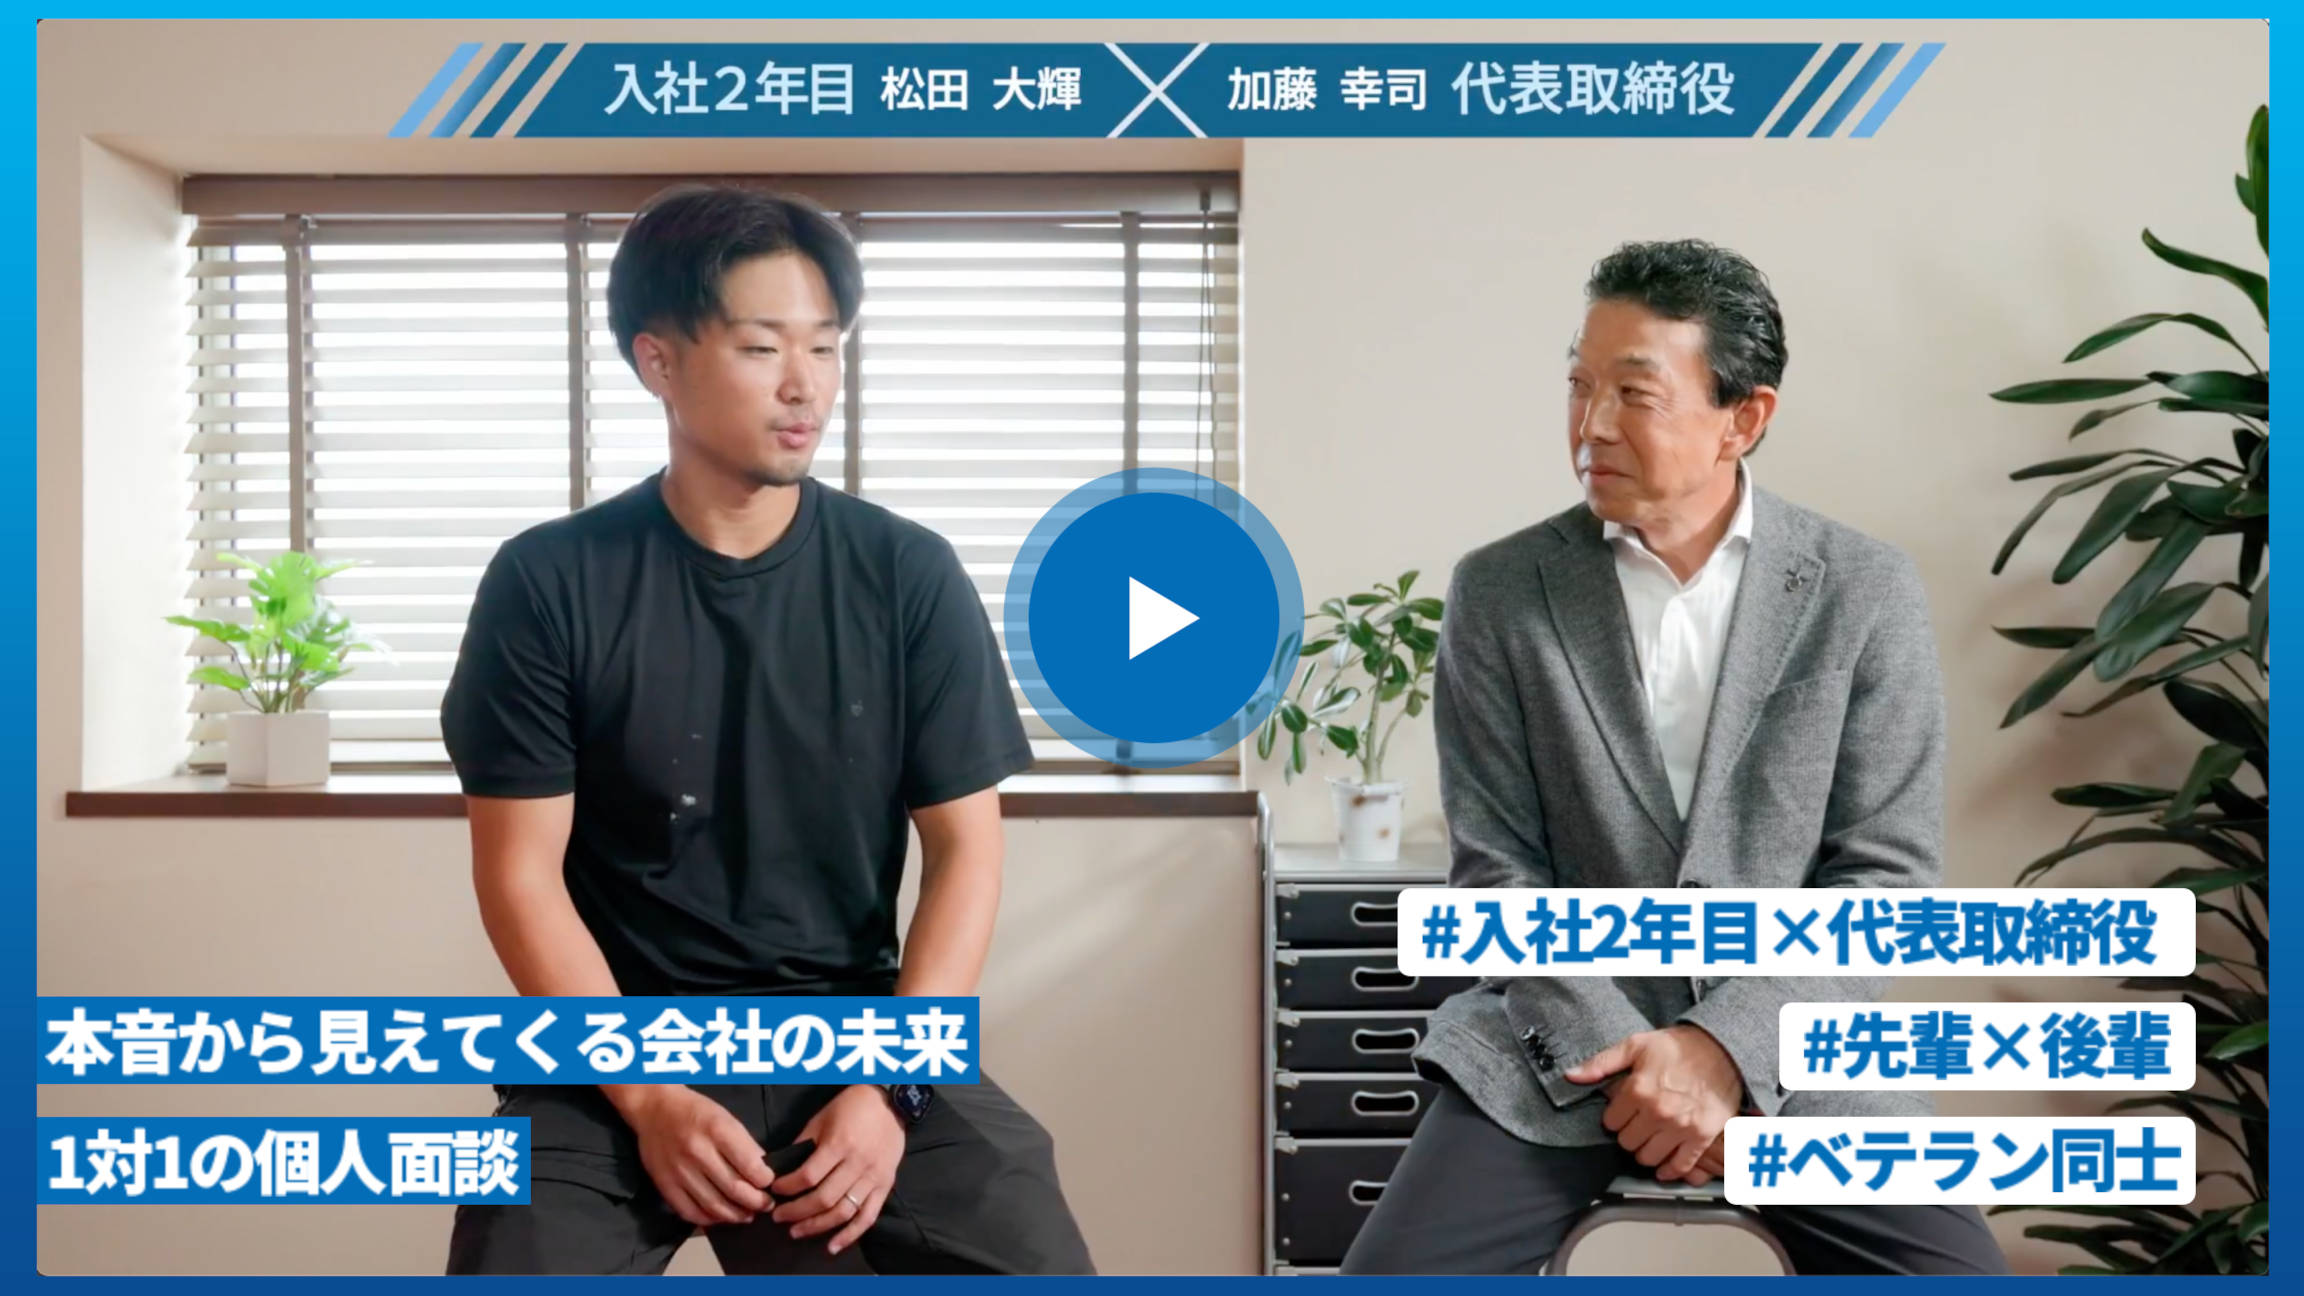 入社２年目 松田 大輝 × 加藤 幸司 代表取締役
#入社2年目×代表取締役
本音から見えてくる会社の未来
#先輩×後輩
1対1の個人面談
#ベテラン同士